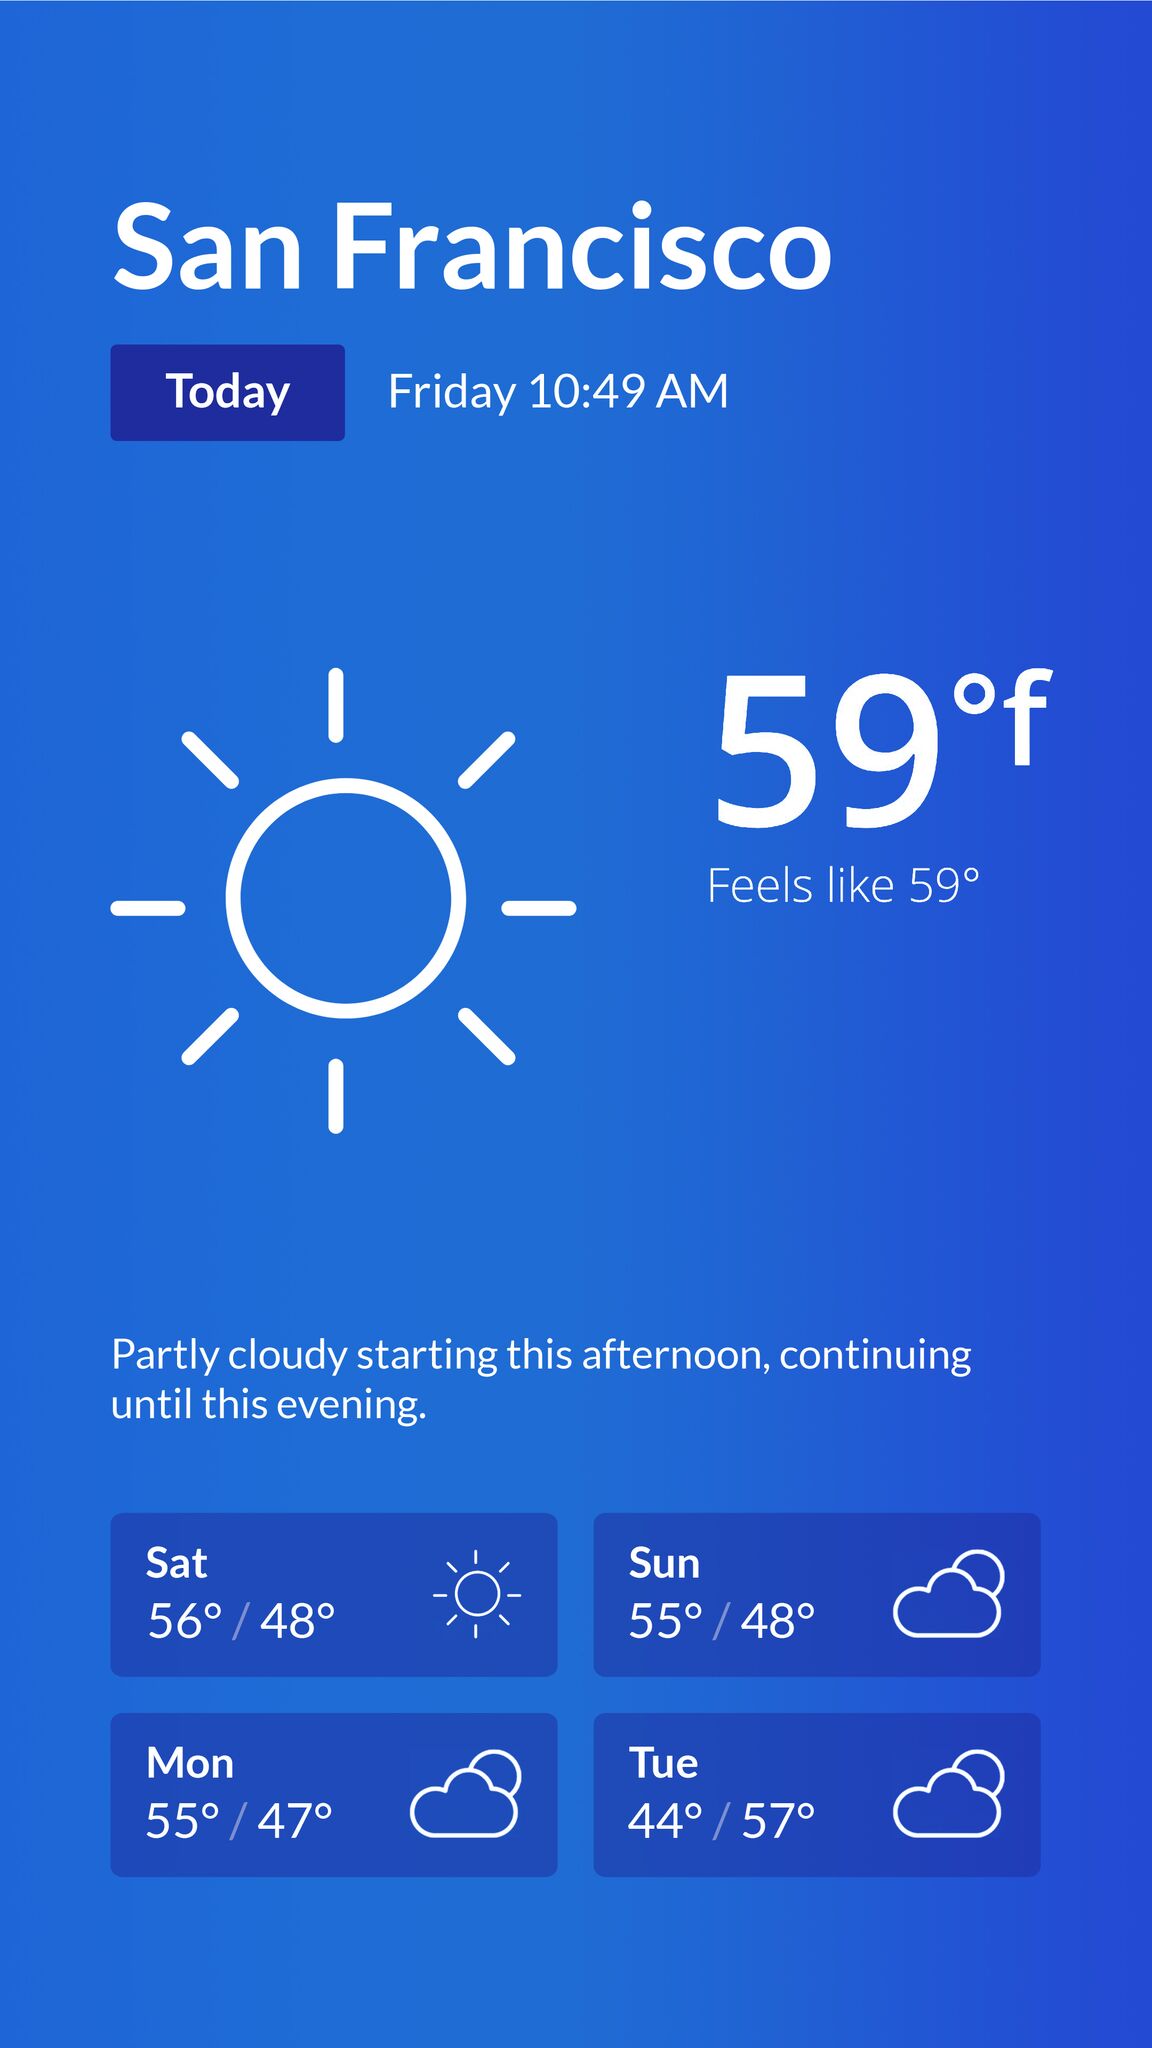 San Francisco
Today
Friday 10:49 AM
59°f
Feels like 59°
Partly cloudy starting this afternoon, continuing
until this evening.
Sat
56° / 48°
Sun
55° / 48°
Mon
55° / 47°
Tue
44° / 57°